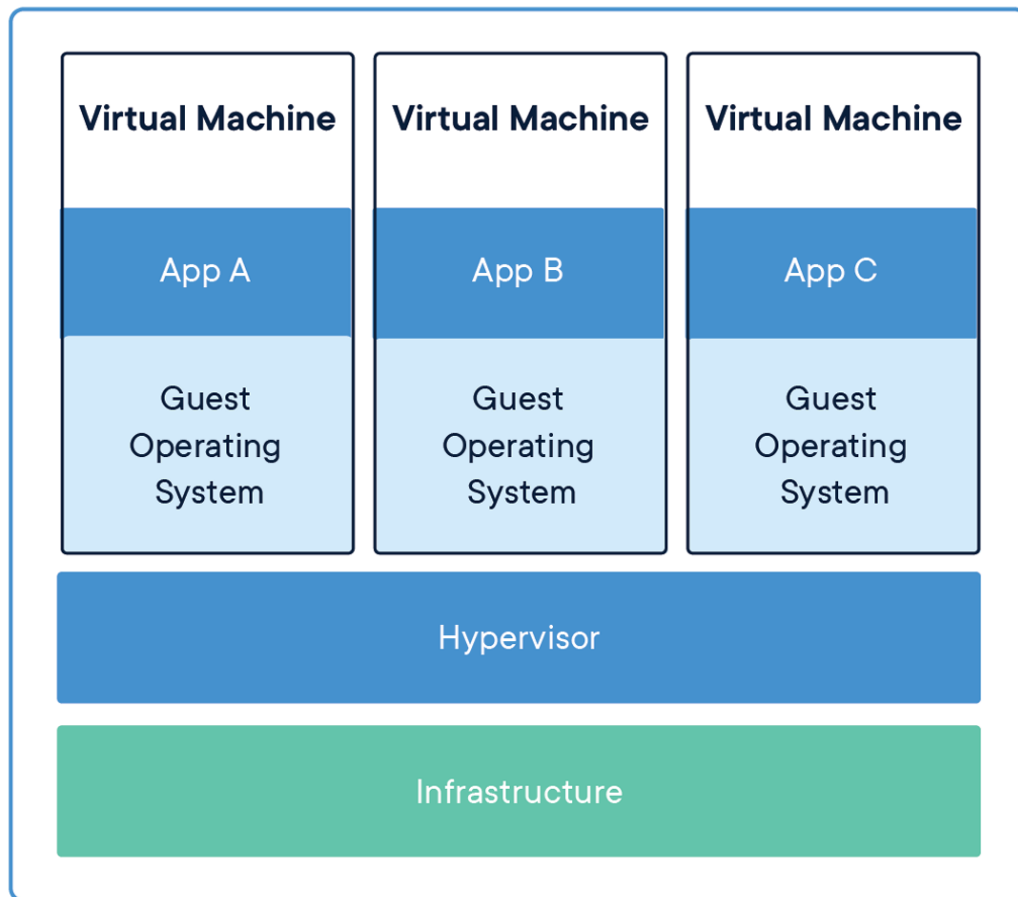 Virtual Machine
Virtual Machine
Virtual Machine
App A
App B
App C
Guest
Operating
System
Guest
Operating
System
Guest
Operating
System
Hypervisor
Infrastructure